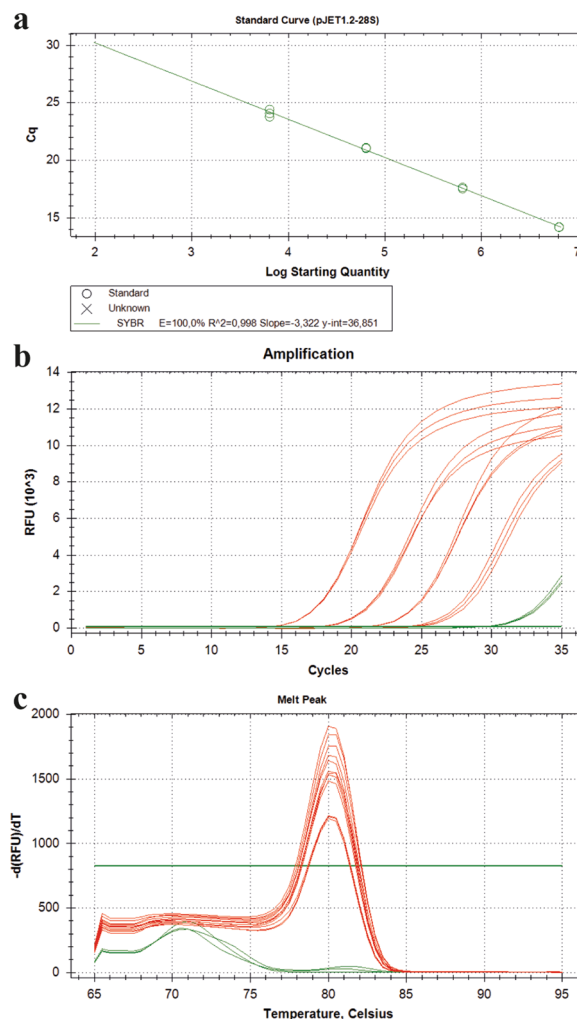 a
Standard Curve (pJET1.2-28S)
30
25
20
15
Cq
2 3 4 5 6 7
Log Starting Quantity
Standard
Unknown
SYBR E=100,0% R^2=0,998 Slope=-3,322 y-int=36,851
b
Amplification
14
12
10
8
6
4
2
0
RFU (10^3)
0 5 10 15 20 25 30 35
Cycles
c
Melt Peak
2000
1500
1000
500
0
-d(RFU)/dT
65 70 75 80 85 90 95
Temperature, Celsius